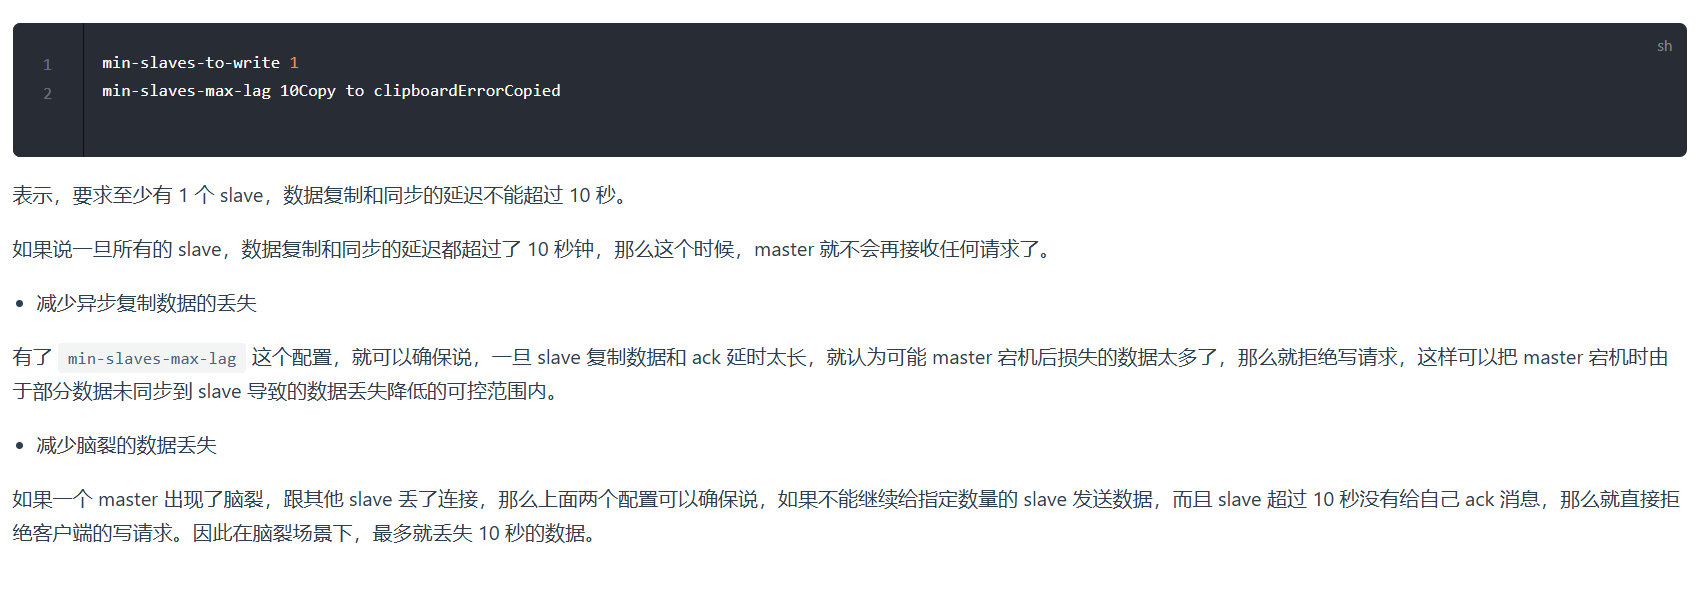 sh
1 min-slaves-to-write 1
2 min-slaves-max-lag 10Copy to clipboardErrorCopied
表示，要求至少有 1 个 slave，数据复制和同步的延迟不能超过 10 秒。
如果说一旦所有的 slave，数据复制和同步的延迟都超过了 10 秒钟，那么这个时候，master 就不会再接收任何请求了。
• 减少异步复制数据的丢失
有了 min-slaves-max-lag 这个配置，就可以确保说，一旦 slave 复制数据和 ack 延时太长，就认为可能 master 宕机后损失的数据太多了，那么就拒绝写请求，这样可以把 master 宕机时由
于部分数据未同步到 slave 导致的数据丢失降低的可控范围内。
• 减少脑裂的数据丢失
如果一个 master 出现了脑裂，跟其他 slave 丢了连接，那么上面两个配置可以确保说，如果不能继续给指定数量的 slave 发送数据，而且 slave 超过 10 秒没有给自己 ack 消息，那么就直接拒
绝客户端的写请求。因此在脑裂场景下，最多就丢失 10 秒的数据。